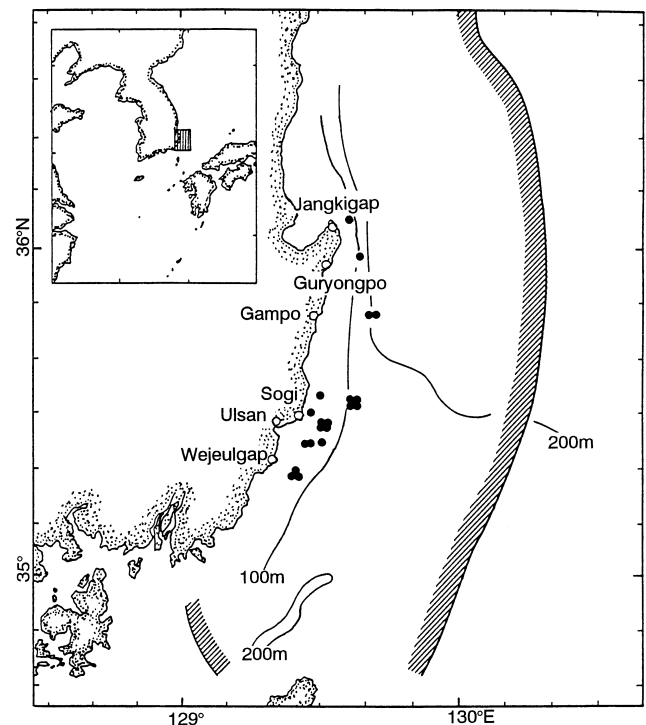 Jangkigap
36°N
Guryongpo
Gampo
Sogi
Ulsan
200m
Wejeulgap
35°
100m
200m
129°
130°E